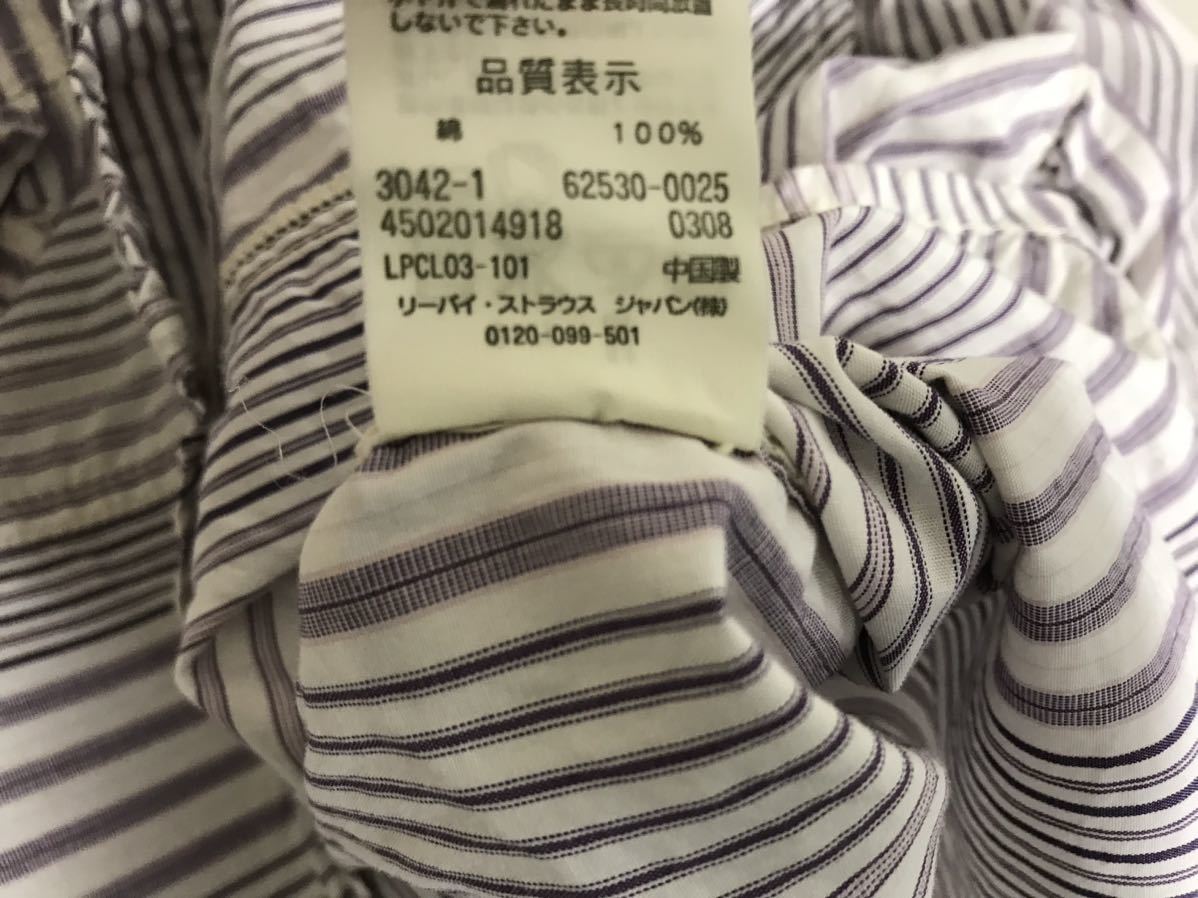 しないで下さい。
品質表示
綿 100%
3042-1 62530-0025
4502014918 0308
LPCL03-101 中国製
リーバイ・ストラウス ジャパン(株)
0120-099-501